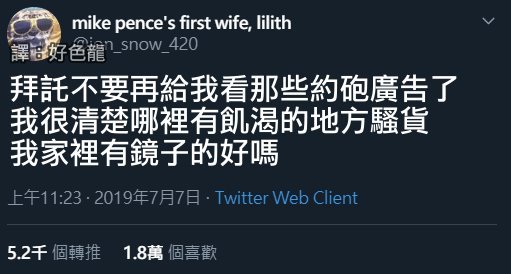 mike pence's first wife, lilith
@jan_snow_420
譯：好色龍
拜託不要再給我看那些約砲廣告了
我很清楚哪裡有飢渴的地方騷貨
我家裡有鏡子的好嗎
上午11:23 · 2019年7月7日 · Twitter Web Client
5.2千 個轉推 1.8萬 個喜歡